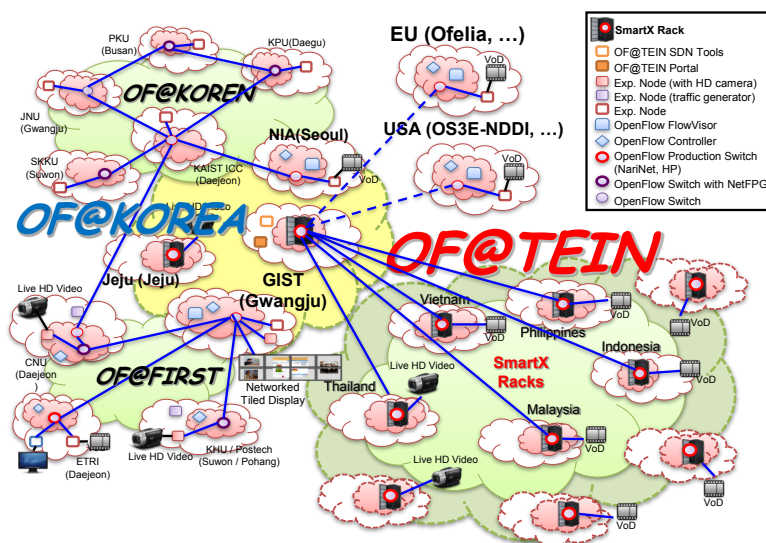 PKU
(Busan)
KPU(Daegu)
OF@KOREN
JNU
(Gwangju)
SKKU
(Suwon)
KAIST ICC
(Daejeon)
NIA(Seoul)
VoD
EU (Ofelia, …)
VoD
USA (OS3E-NDDI, …)
VoD
SmartX Rack
OF@TEIN SDN Tools
OF@TEIN Portal
Exp. Node (with HD camera)
Exp. Node (traffic generator)
Exp. Node
OpenFlow FlowVisor
OpenFlow Controller
OpenFlow Production Switch
(NariNet, HP)
OpenFlow Switch with NetFPG
OpenFlow Switch
OF@KOREA
Jeju (Jeju)
GIST
(Gwangju)
OF@TEIN
Live HD Video
CNU
(Daejeon
)
OF@FIRST
Networked
Tiled Display
ETRI
(Daejeon)
Live HD Video
KHU / Postech
(Suwon / Pohang)
Vietnam
VoD
Philippines
VoD
VoD
Indonesia
VoD
SmartX
Racks
Thailand
Live HD Video
Malaysia
VoD
Live HD Video
VoD
VoD